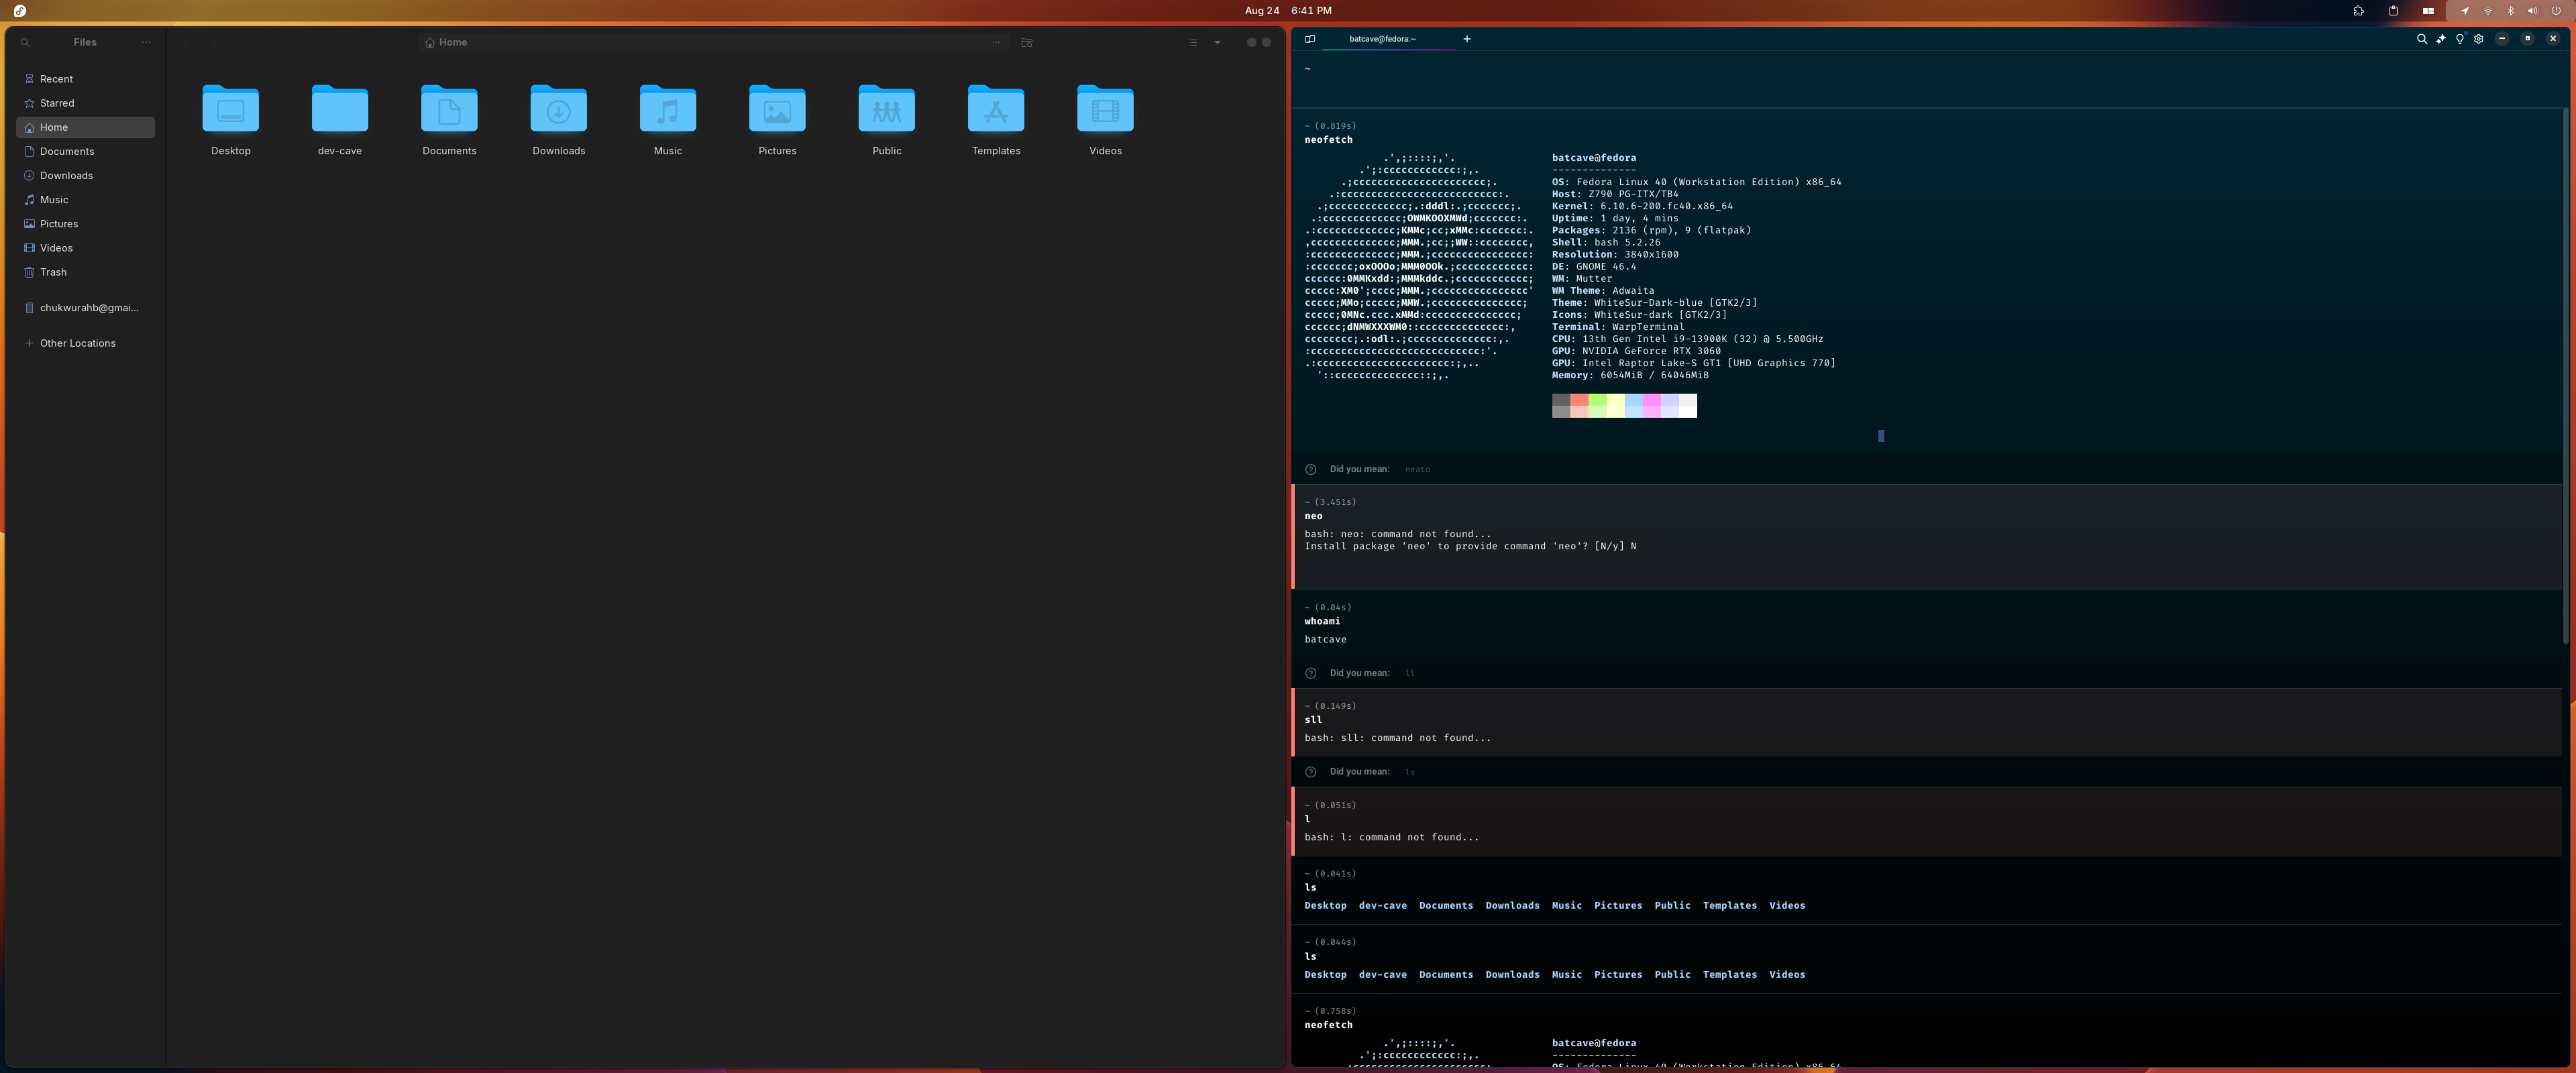 Aug 24 6:41 PM
Files
Home
Recent
Starred
Home
Documents
Downloads
Music
Pictures
Videos
Trash
chukwurahb@gmai...
Other Locations
Desktop dev-cave Documents Downloads Music Pictures Public Templates Videos
batcave@fedora:~
~
~ (0.819s)
neofetch
batcave@fedora
--------------
OS: Fedora Linux 40 (Workstation Edition) x86_64
Host: Z790 PG-ITX/TB4
Kernel: 6.10.6-200.fc40.x86_64
Uptime: 1 day, 4 mins
Packages: 2136 (rpm), 9 (flatpak)
Shell: bash 5.2.26
Resolution: 3840x1600
DE: GNOME 46.4
WM: Mutter
WM Theme: Adwaita
Theme: WhiteSur-Dark-blue [GTK2/3]
Icons: WhiteSur-dark [GTK2/3]
Terminal: WarpTerminal
CPU: 13th Gen Intel i9-13900K (32) @ 5.500GHz
GPU: NVIDIA GeForce RTX 3060
GPU: Intel Raptor Lake-S GT1 [UHD Graphics 770]
Memory: 6054MiB / 64046MiB
Did you mean: neato
~ (3.451s)
neo
bash: neo: command not found...
Install package 'neo' to provide command 'neo'? [N/y] N
~ (0.04s)
whoami
batcave
Did you mean: ll
~ (0.149s)
sll
bash: sll: command not found...
Did you mean: ls
~ (0.051s)
l
bash: l: command not found...
~ (0.041s)
ls
Desktop dev-cave Documents Downloads Music Pictures Public Templates Videos
~ (0.044s)
ls
Desktop dev-cave Documents Downloads Music Pictures Public Templates Videos
~ (0.758s)
neofetch
batcave@fedora
--------------
OS: Fedora Linux 40 (Workstation Edition) x86_64